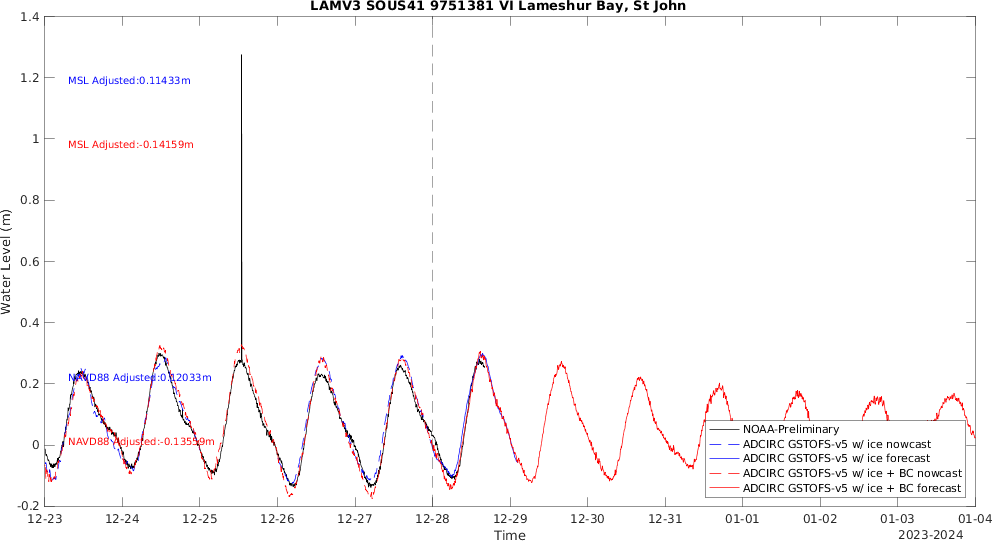 LAMV3 SOUS41 9751381 VI Lameshur Bay, St John
1.4
1.2
1
0.8
0.6
0.4
0.2
0
-0.2
Water Level (m)
MSL Adjusted:0.11433m
MSL Adjusted:-0.14159m
NAVD88 Adjusted:0.12033m
NAVD88 Adjusted:-0.13559m
NOAA-Preliminary
ADCIRC GSTOFS-v5 w/ ice nowcast
ADCIRC GSTOFS-v5 w/ ice forecast
ADCIRC GSTOFS-v5 w/ ice + BC nowcast
ADCIRC GSTOFS-v5 w/ ice + BC forecast
12-23 12-24 12-25 12-26 12-27 12-28 12-29 12-30 12-31 01-01 01-02 01-03 01-04
Time
2023-2024